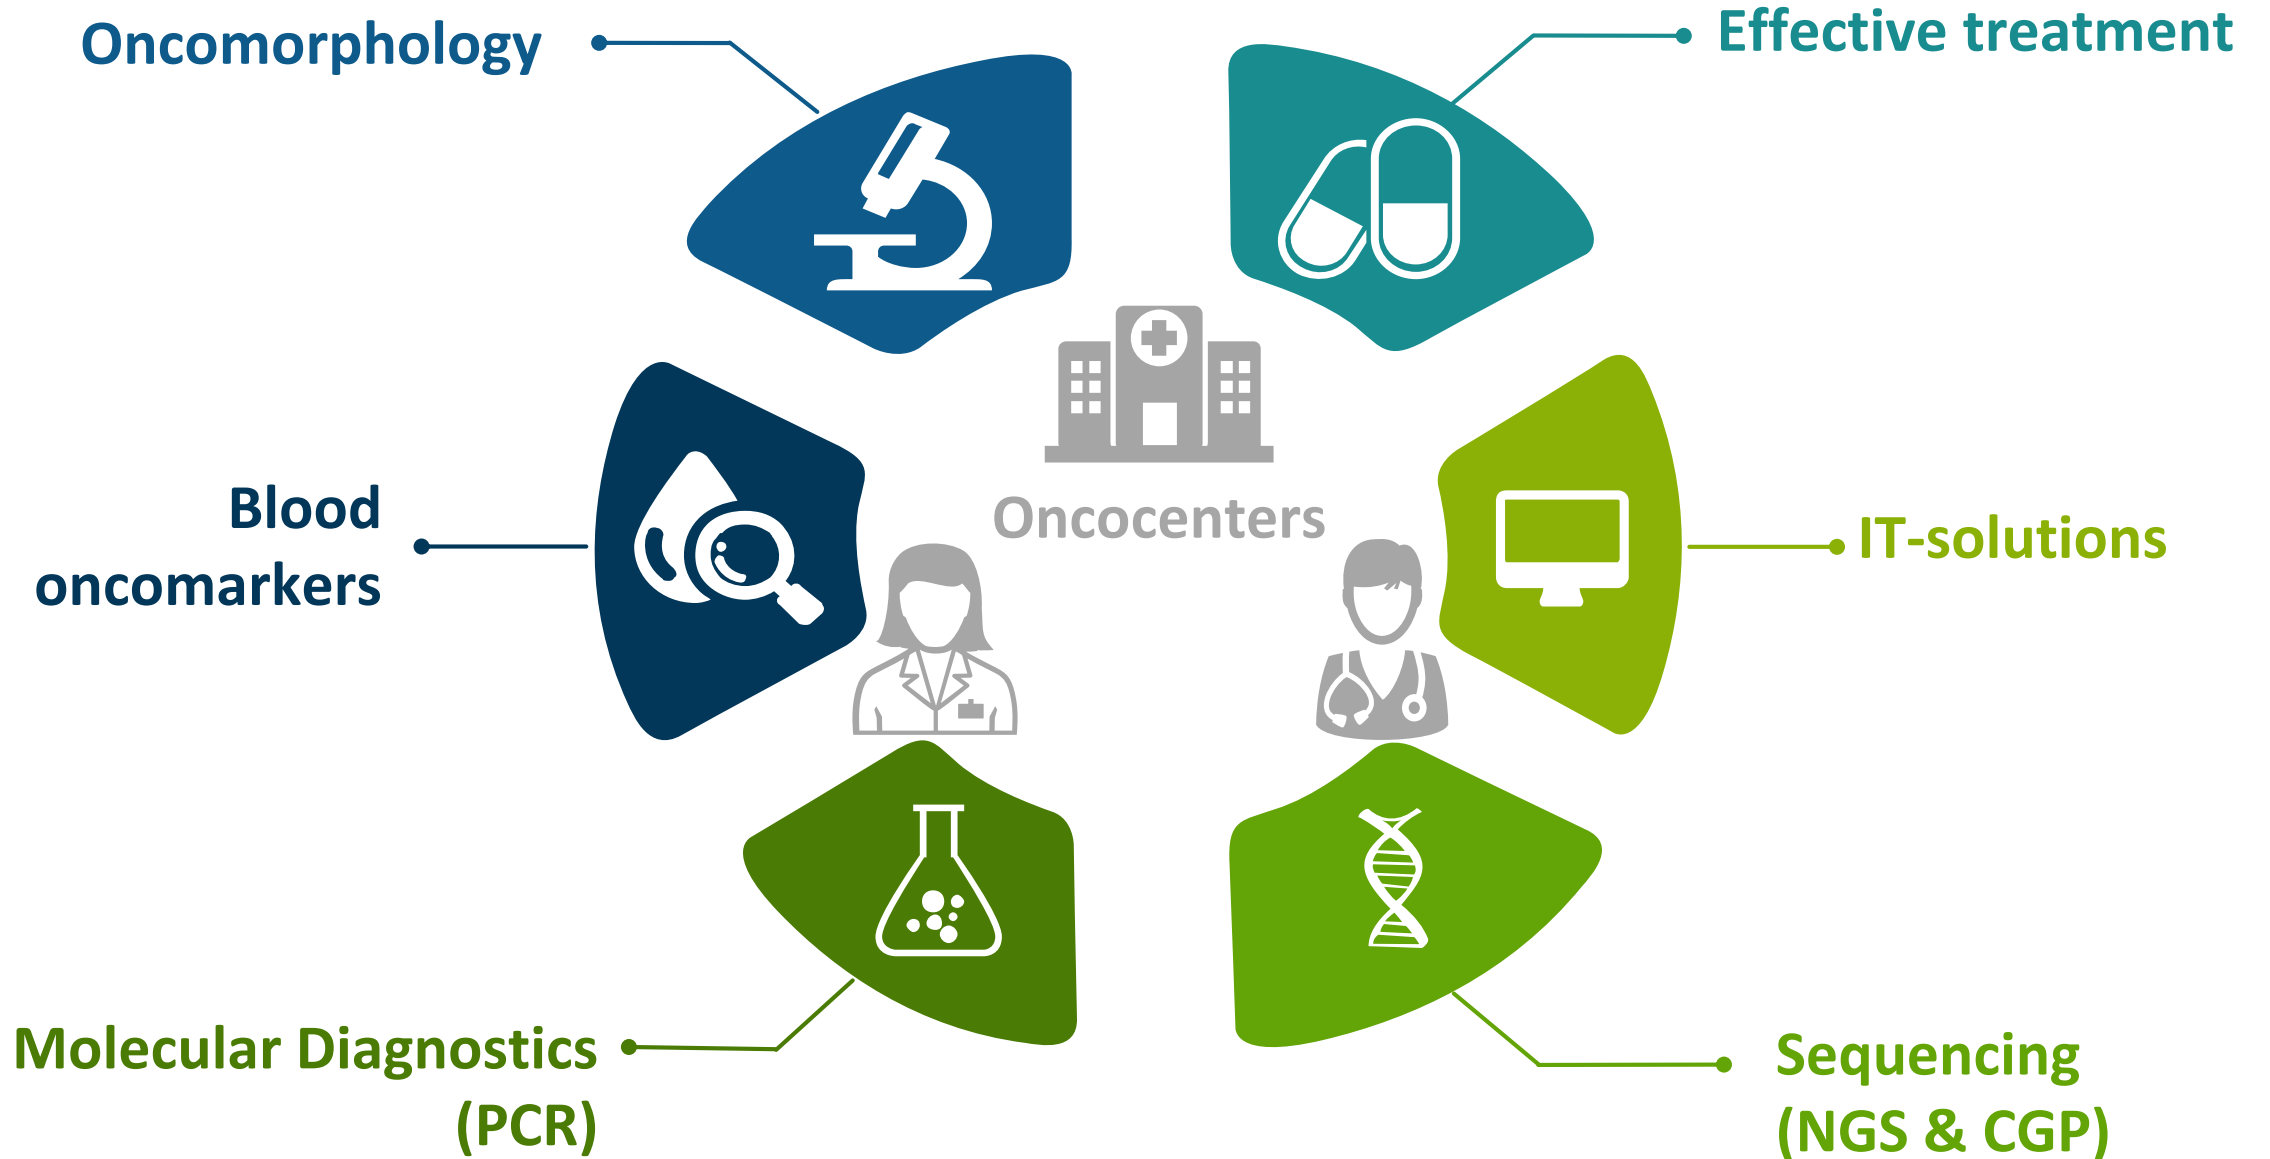 Oncomorphology
Effective treatment
Blood
oncomarkers
Oncocenters
IT-solutions
Molecular Diagnostics
(PCR)
Sequencing
(NGS & CGP)